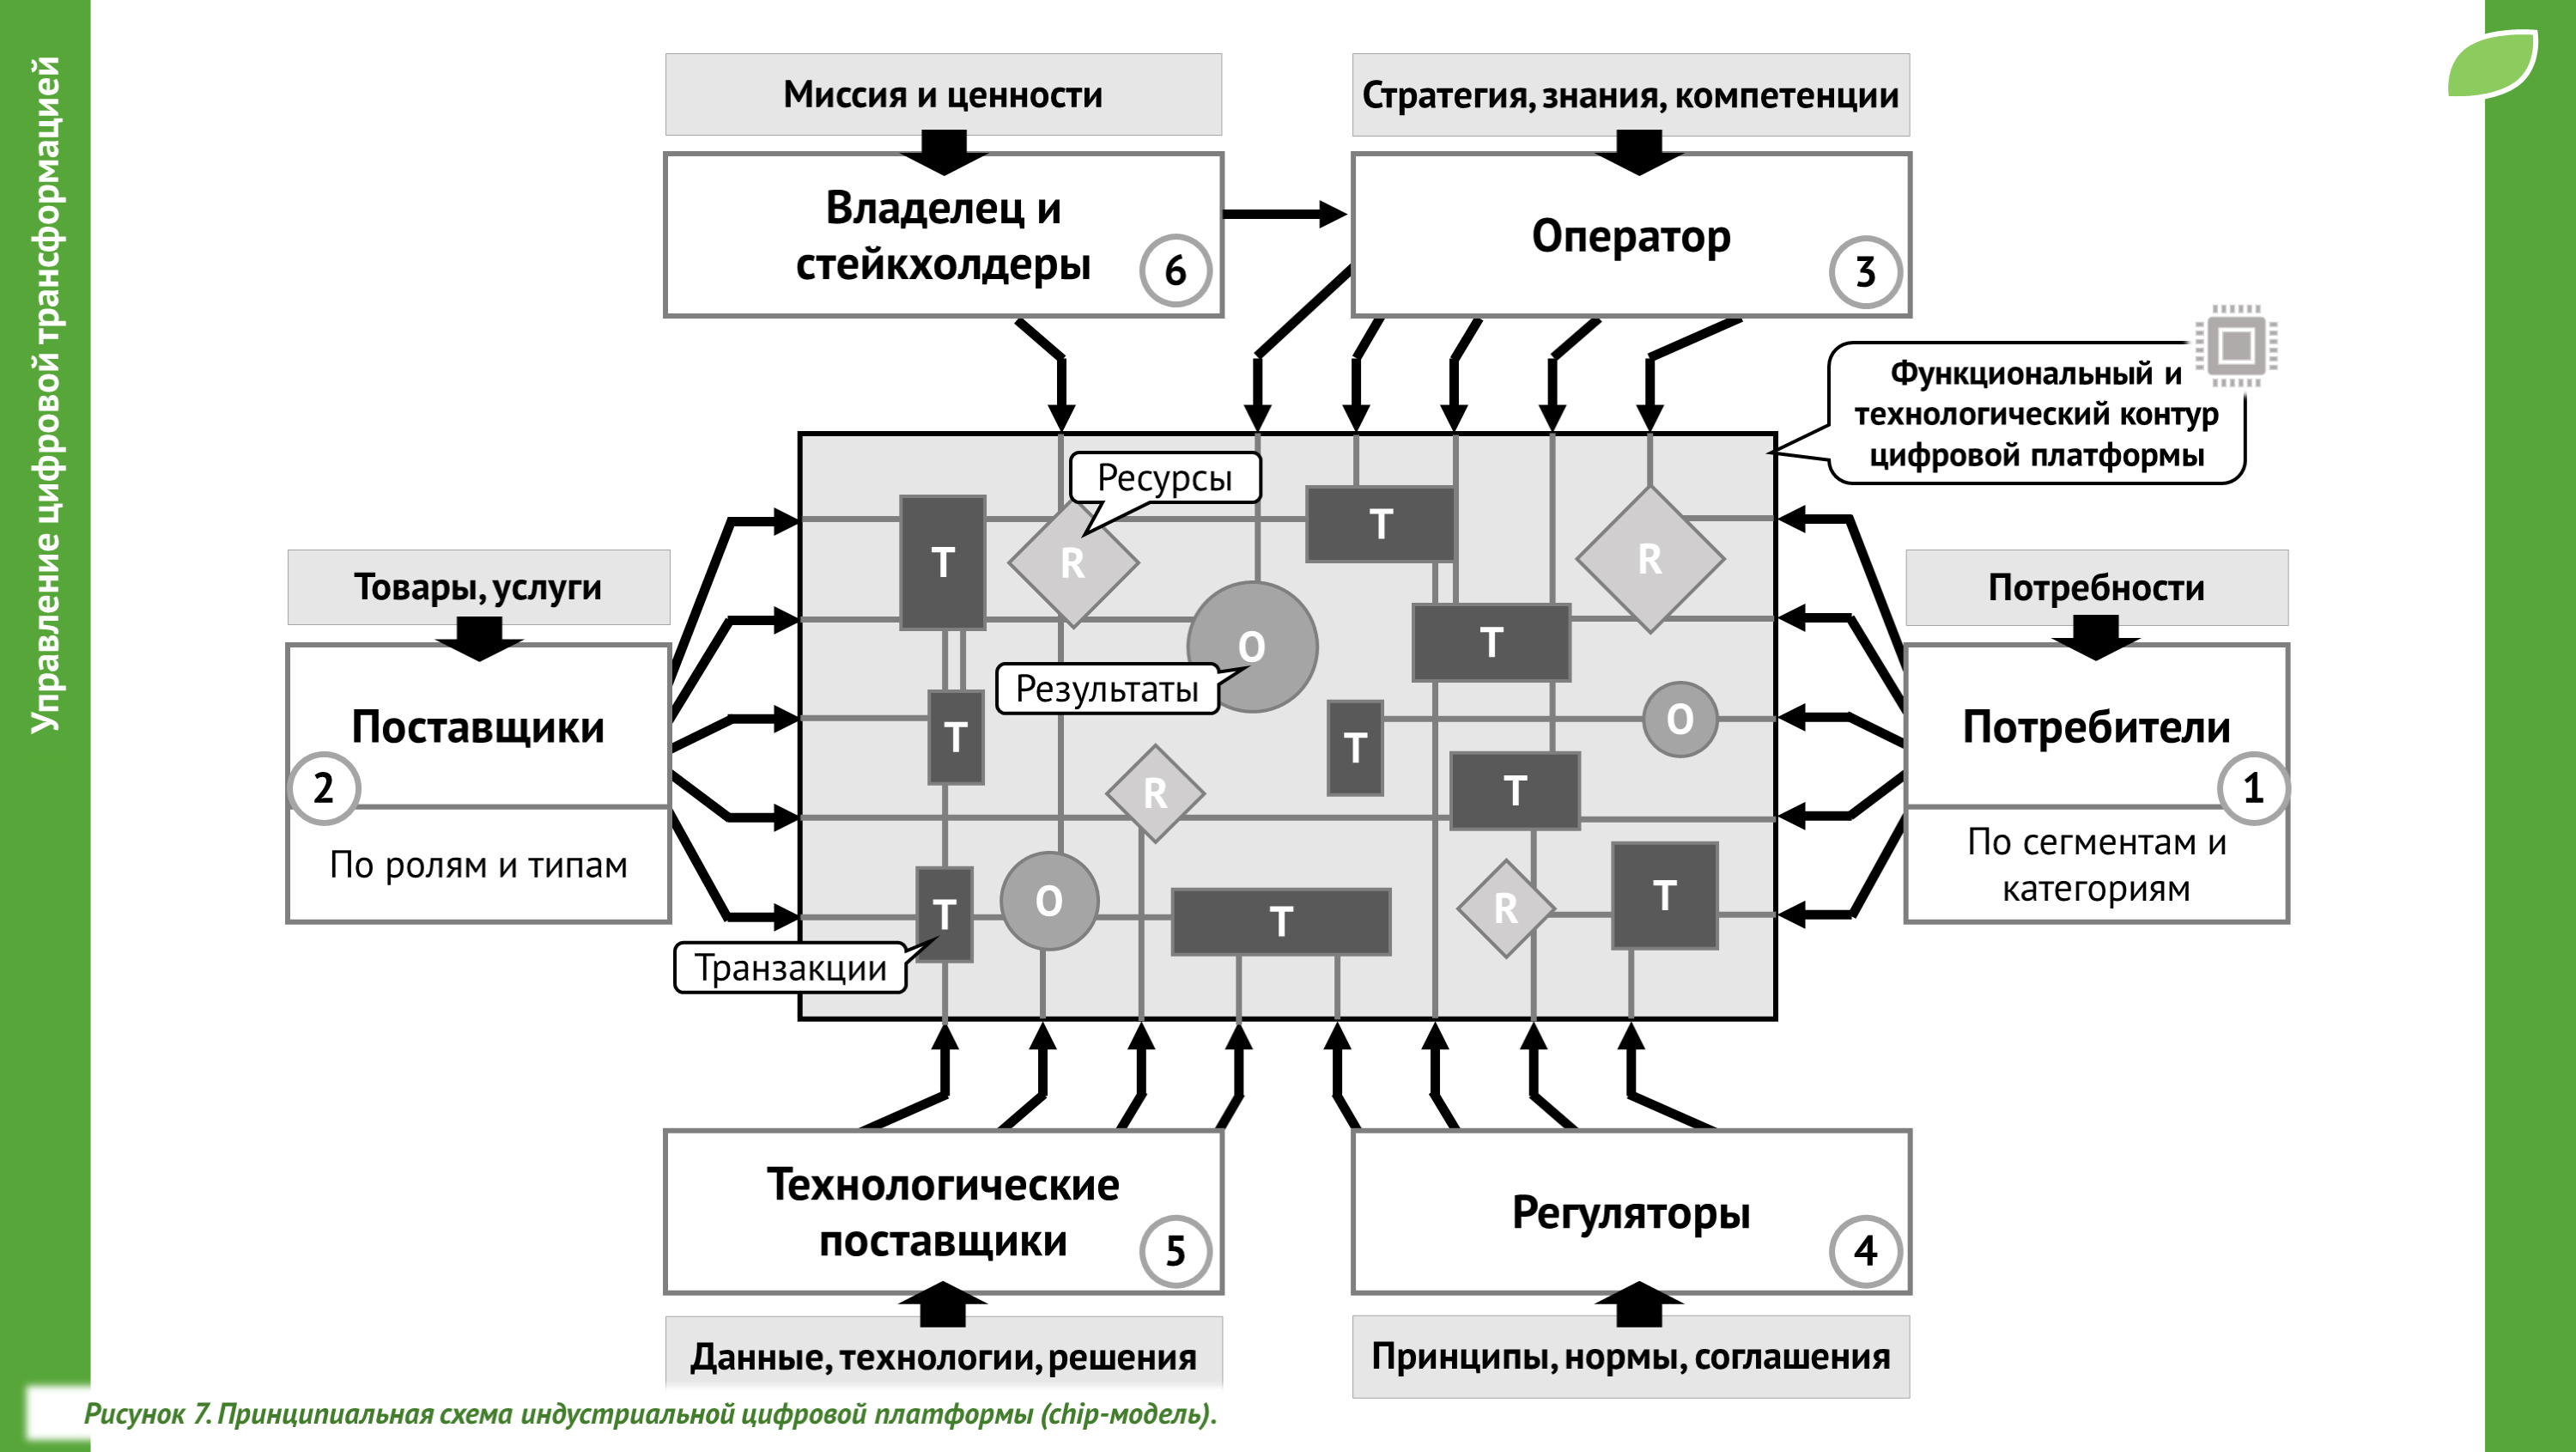 Управление цифровой трансформацией
Миссия и ценности
Стратегия, знания, компетенции
Владелец и
стейкхолдеры
6
Оператор
3
Функциональный и
технологический контур
цифровой платформы
Ресурсы
Товары, услуги
Потребности
Поставщики
2
По ролям и типам
Потребители
1
По сегментам и
категориям
T
R
T
R
O
T
Результаты
T
T
O
R
T
T
O
T
R
T
Транзакции
Технологические
поставщики
5
Регуляторы
4
Данные, технологии, решения
Принципы, нормы, соглашения
Рисунок 7. Принципиальная схема индустриальной цифровой платформы (chip-модель).